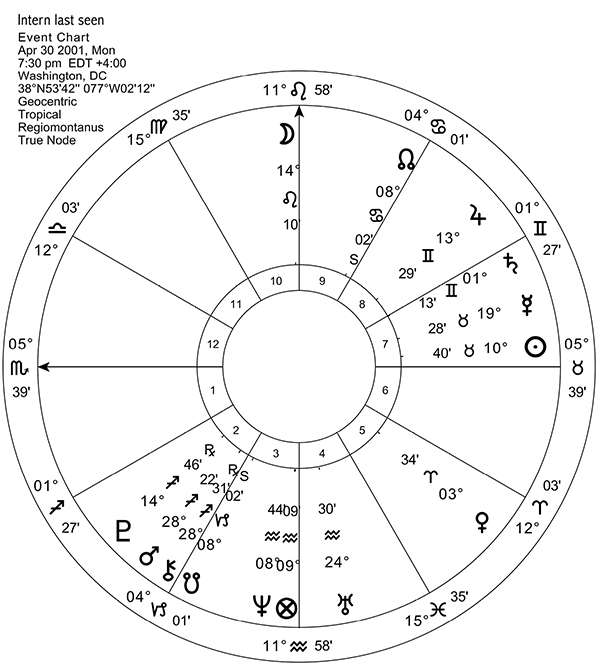 Intern last seen
Event Chart
Apr 30 2001, Mon
7:30 pm EDT +4:00
Washington, DC
38°N53'42" 077°W02'12"
Geocentric
Tropical
Regiomontanus
True Node
11° ♌ 58'
04° ♋ 01'
01° ♊ 27'
05° ♉ 39'
03' ♈ 12°
35' ♓ 15°
11° ♒ 58'
04° ♑ 01'
01° ♐ 27'
05° ♏ 39'
03' ♎ 12°
15° ♍ 35'
☽ 14° ♌ 10'
☊ 08° ♋ 02' S
♃ 13° ♊ 29'
♄ 01° ♊ 13'
☿ 19° ♉ 28'
☉ 10° ♉ 40'
♀ 03° ♈ 34'
♅ 24° ♒ 30'
⊗ 09° ♒ 09'
♆ 08° ♒ 44'
☋ 08° ♑ 02' S
⚷ 28° ♐ 31' ℞
♂ 28° ♐ 22'
♇ 14° ♐ 46' ℞
1
2
3
4
5
6
7
8
9
10
11
12